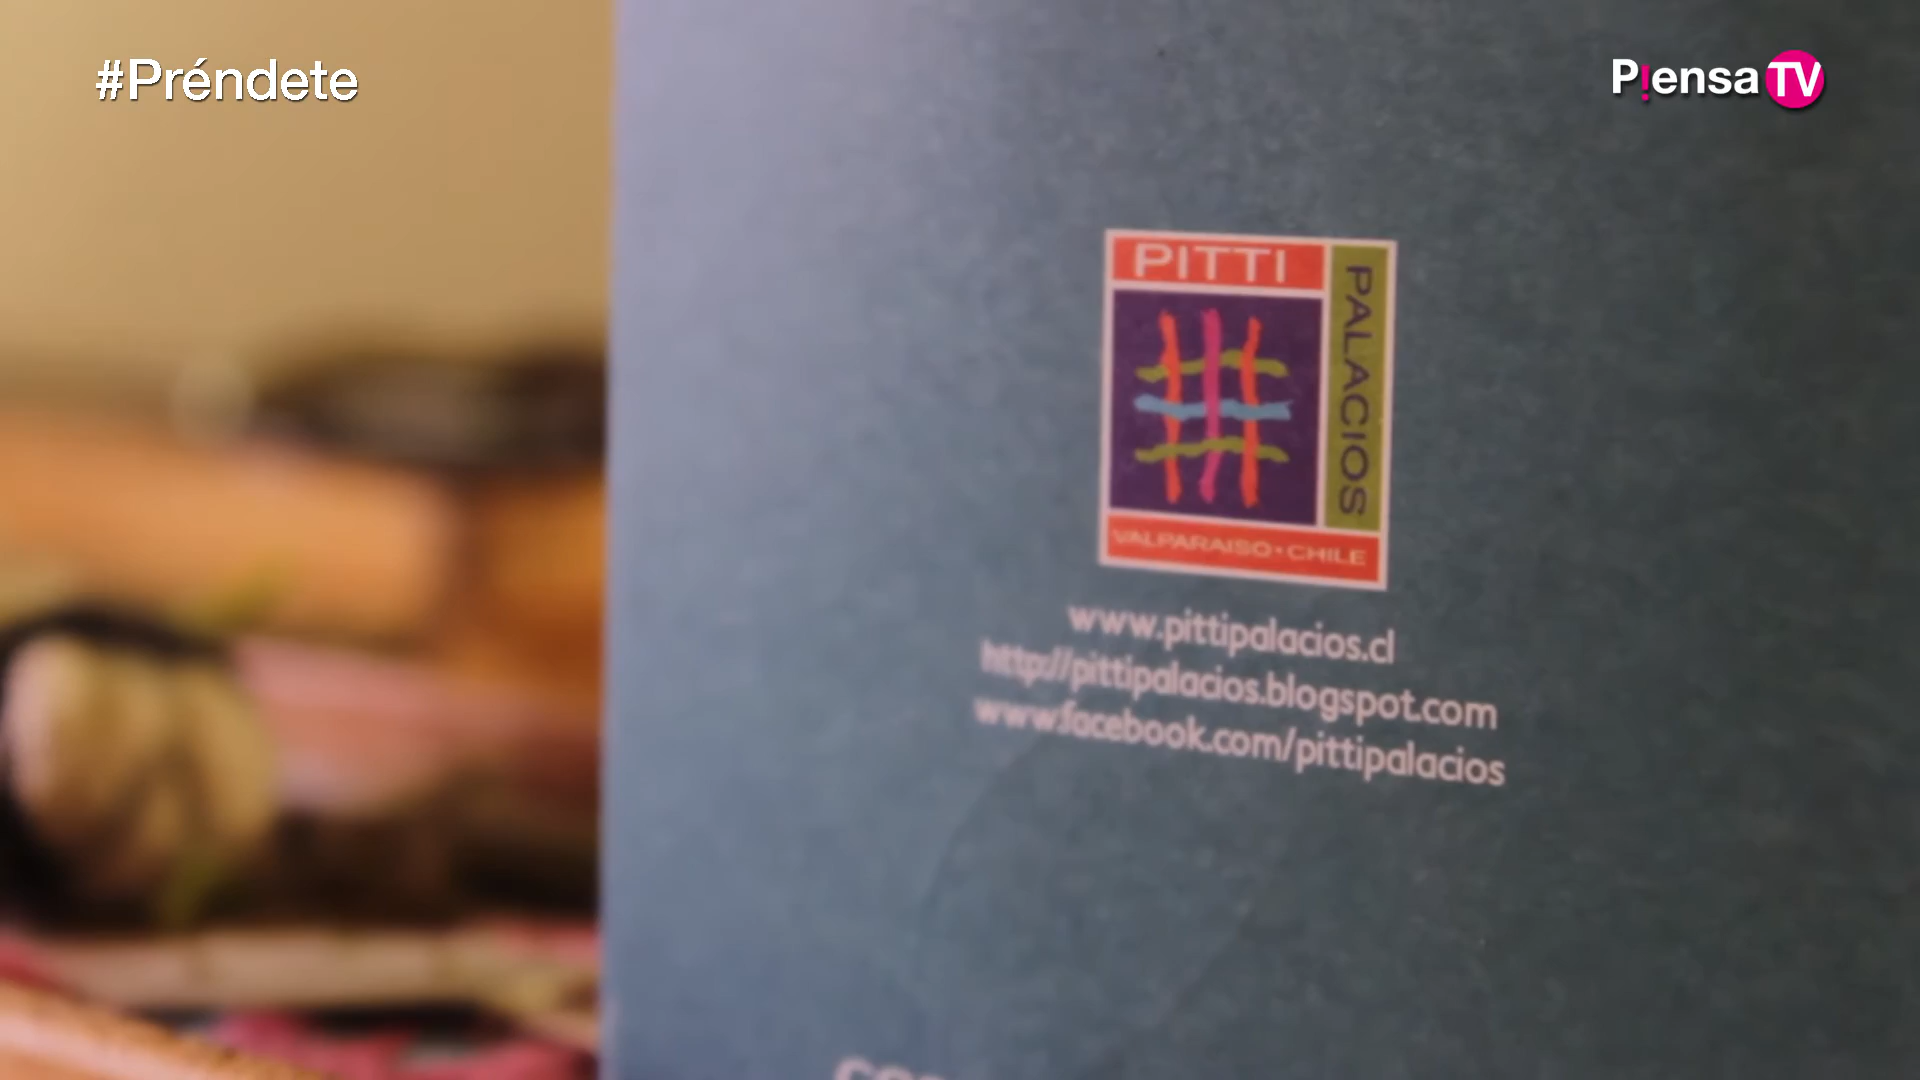 #Préndete
P!ensa TV
PITTI
PALACIOS
VALPARAISO • CHILE
www.pittipalacios.cl
http://pittipalacios.blogspot.com
www.facebook.com/pittipalacios